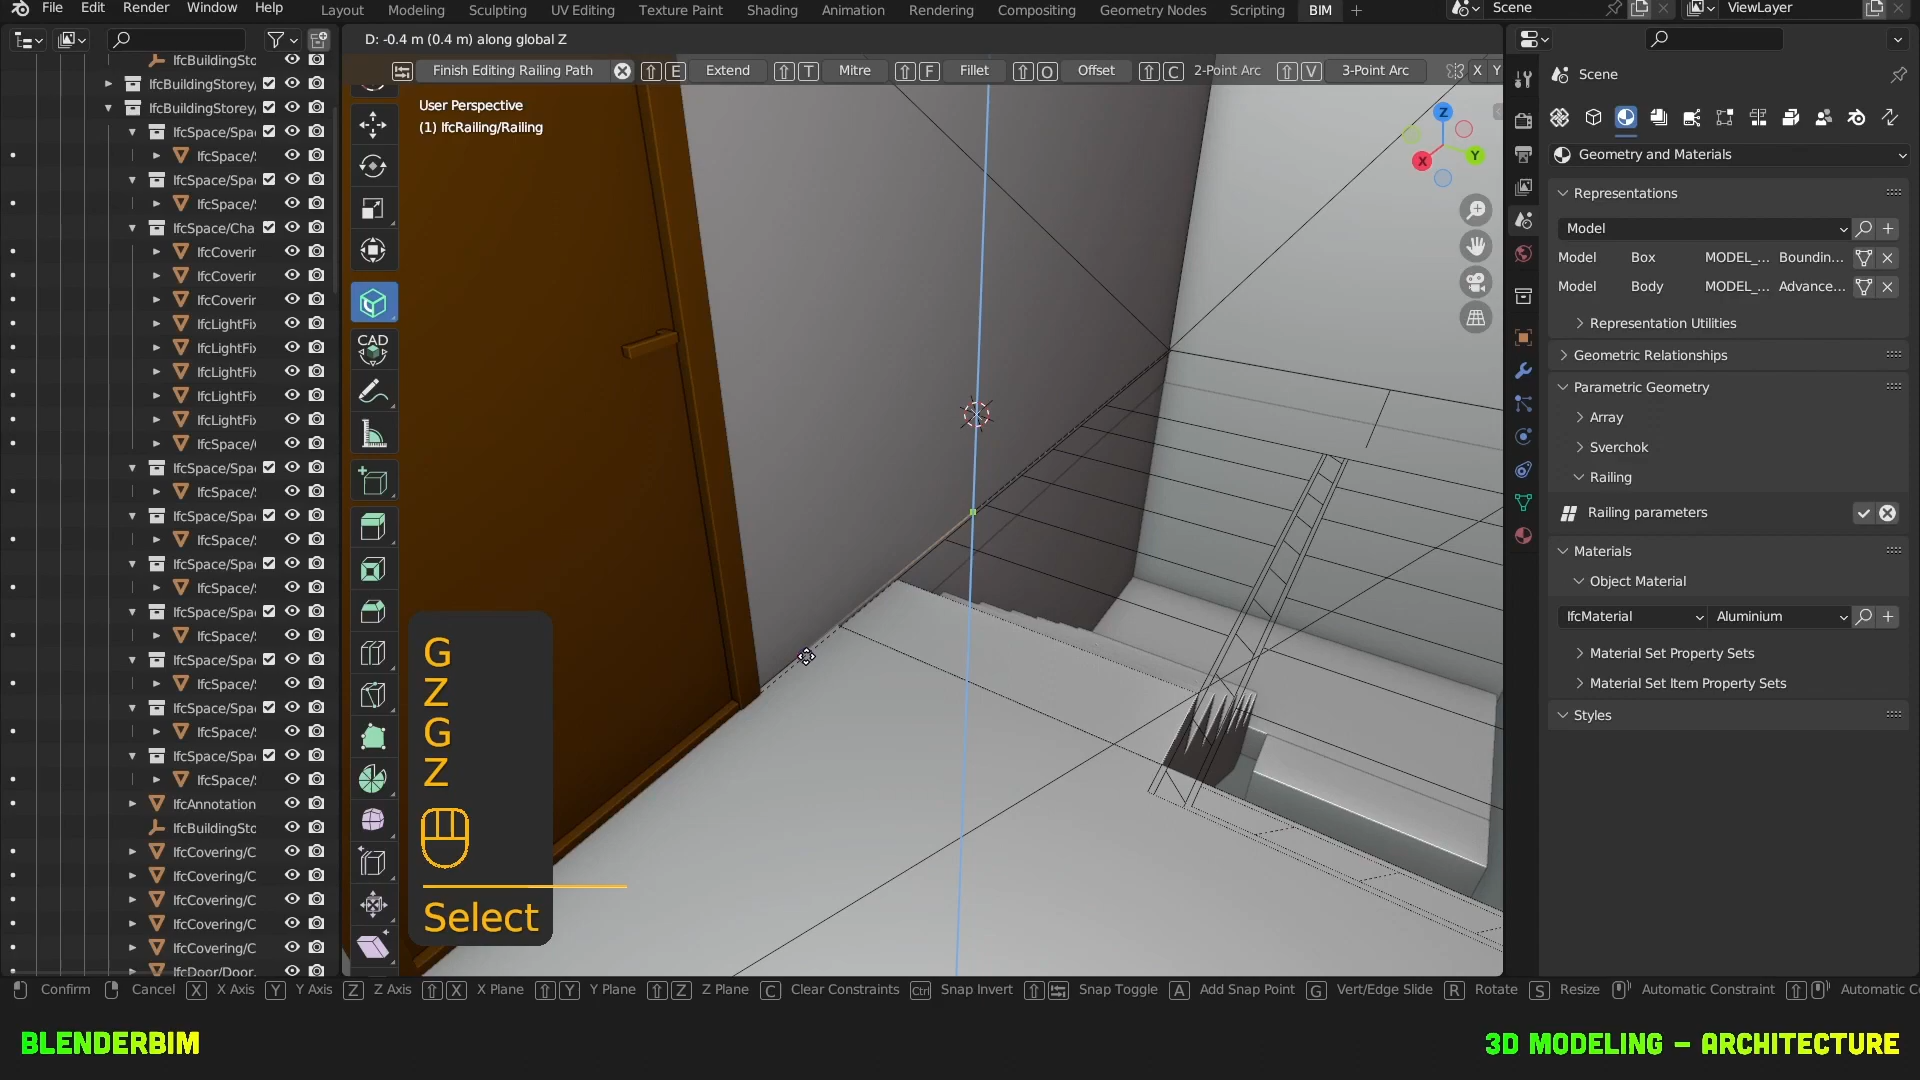 File Edit Render Window Help Layout Modeling Sculpting UV Editing Texture Paint Shading Animation Rendering Compositing Geometry Nodes Scripting BIM Scene ViewLayer
D: -0.4 m (0.4 m) along global Z
Finish Editing Railing Path E Extend T Mitre F Fillet O Offset C 2-Point Arc V 3-Point Arc X Y
User Perspective
(1) IfcRailing/Railing
IfcBuildingSto
IfcBuildingStorey/
IfcBuildingStorey/
IfcSpace/Spa
IfcSpace/S
IfcSpace/Spa
IfcSpace/S
IfcSpace/Cha
IfcCoverin
IfcCoverin
IfcCoverin
IfcLightFix
IfcLightFix
IfcLightFix
IfcLightFix
IfcLightFix
IfcSpace/
IfcSpace/Spa
IfcSpace/S
IfcSpace/Spa
IfcSpace/S
IfcSpace/Spa
IfcSpace/S
IfcSpace/Spa
IfcSpace/S
IfcSpace/Spa
IfcSpace/S
IfcSpace/Spa
IfcSpace/S
IfcSpace/Spa
IfcSpace/S
IfcAnnotation
IfcBuildingSto
IfcCovering/C
IfcCovering/C
IfcCovering/C
IfcCovering/C
IfcCovering/C
IfcDoor/Door
CAD
Z
X
Y
G
Z
G
Z
Select
Scene
Geometry and Materials
Representations
Model
Model Box MODEL_... Boundin...
Model Body MODEL_... Advance...
Representation Utilities
Geometric Relationships
Parametric Geometry
Array
Sverchok
Railing
Railing parameters
Materials
Object Material
IfcMaterial Aluminium
Material Set Property Sets
Material Set Item Property Sets
Styles
Confirm Cancel X X Axis Y Y Axis Z Z Axis X X Plane Y Y Plane Z Z Plane C Clear Constraints Ctrl Snap Invert Snap Toggle A Add Snap Point G Vert/Edge Slide R Rotate S Resize Automatic Constraint Automatic Co
BLENDERBIM
3D MODELING - ARCHITECTURE